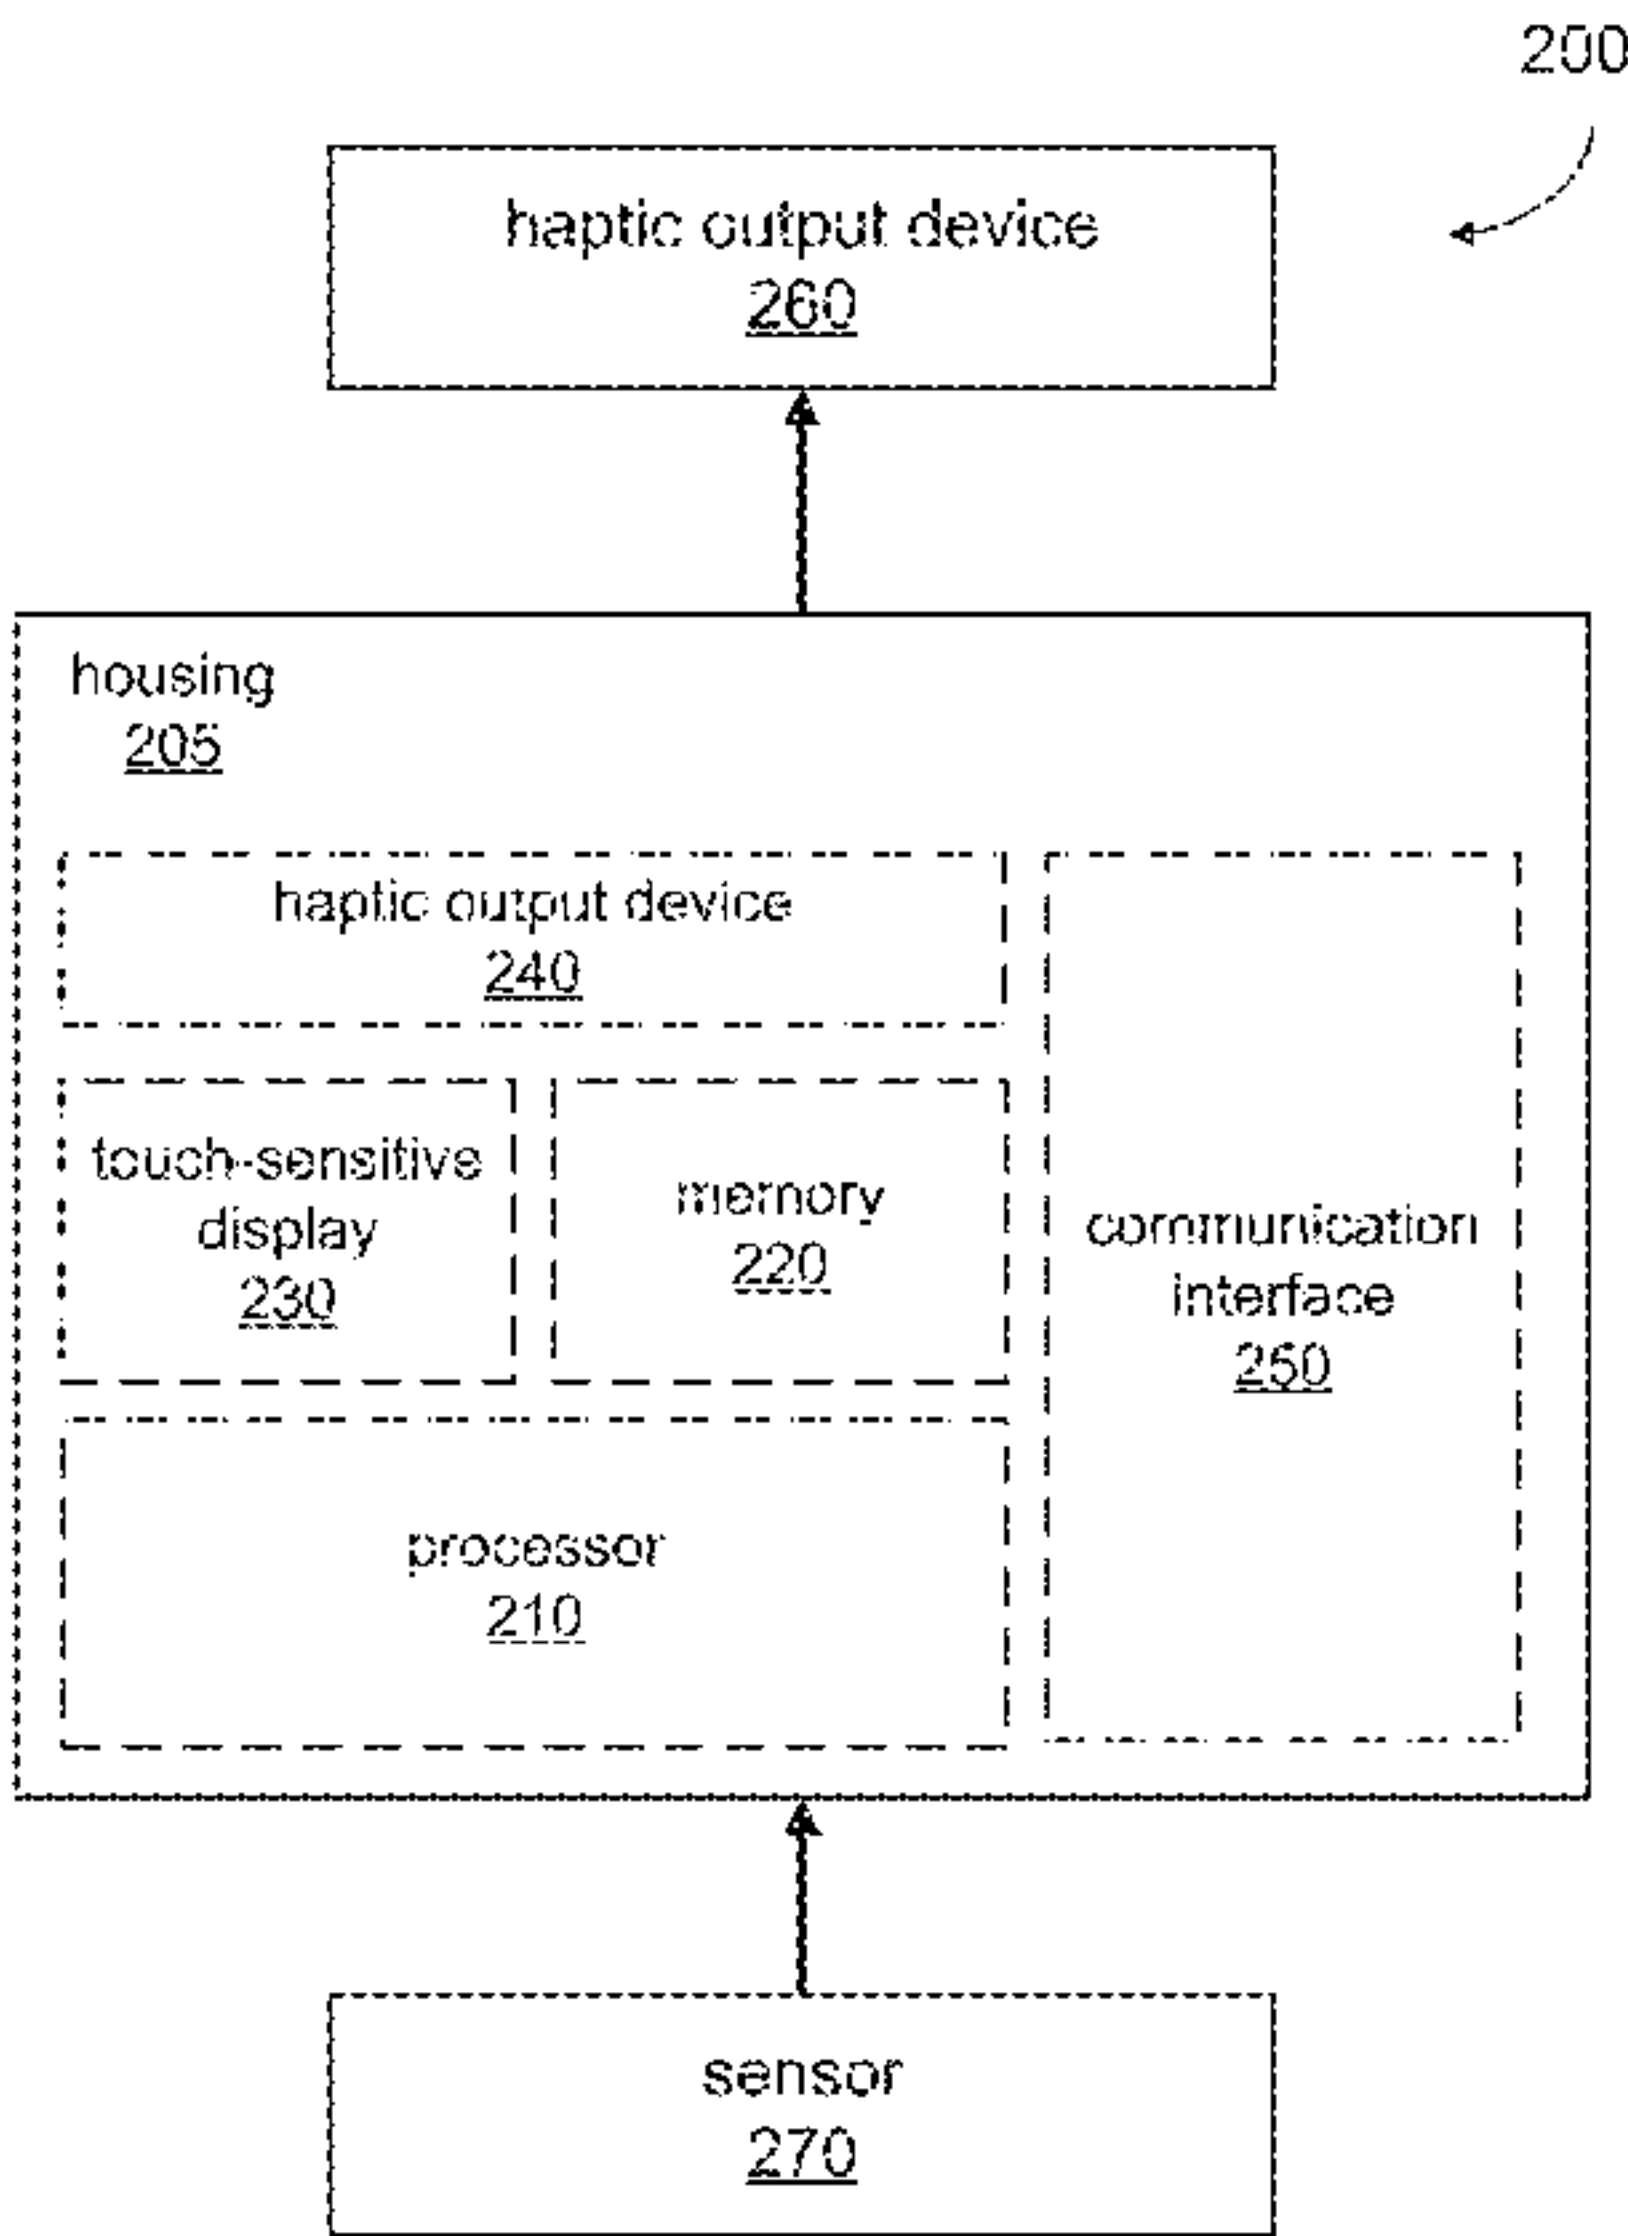 200
haptic output device
260
housing
205
haptic output device
240
touch-sensitive
display
230
memory
220
communication
interface
250
processor
210
sensor
270